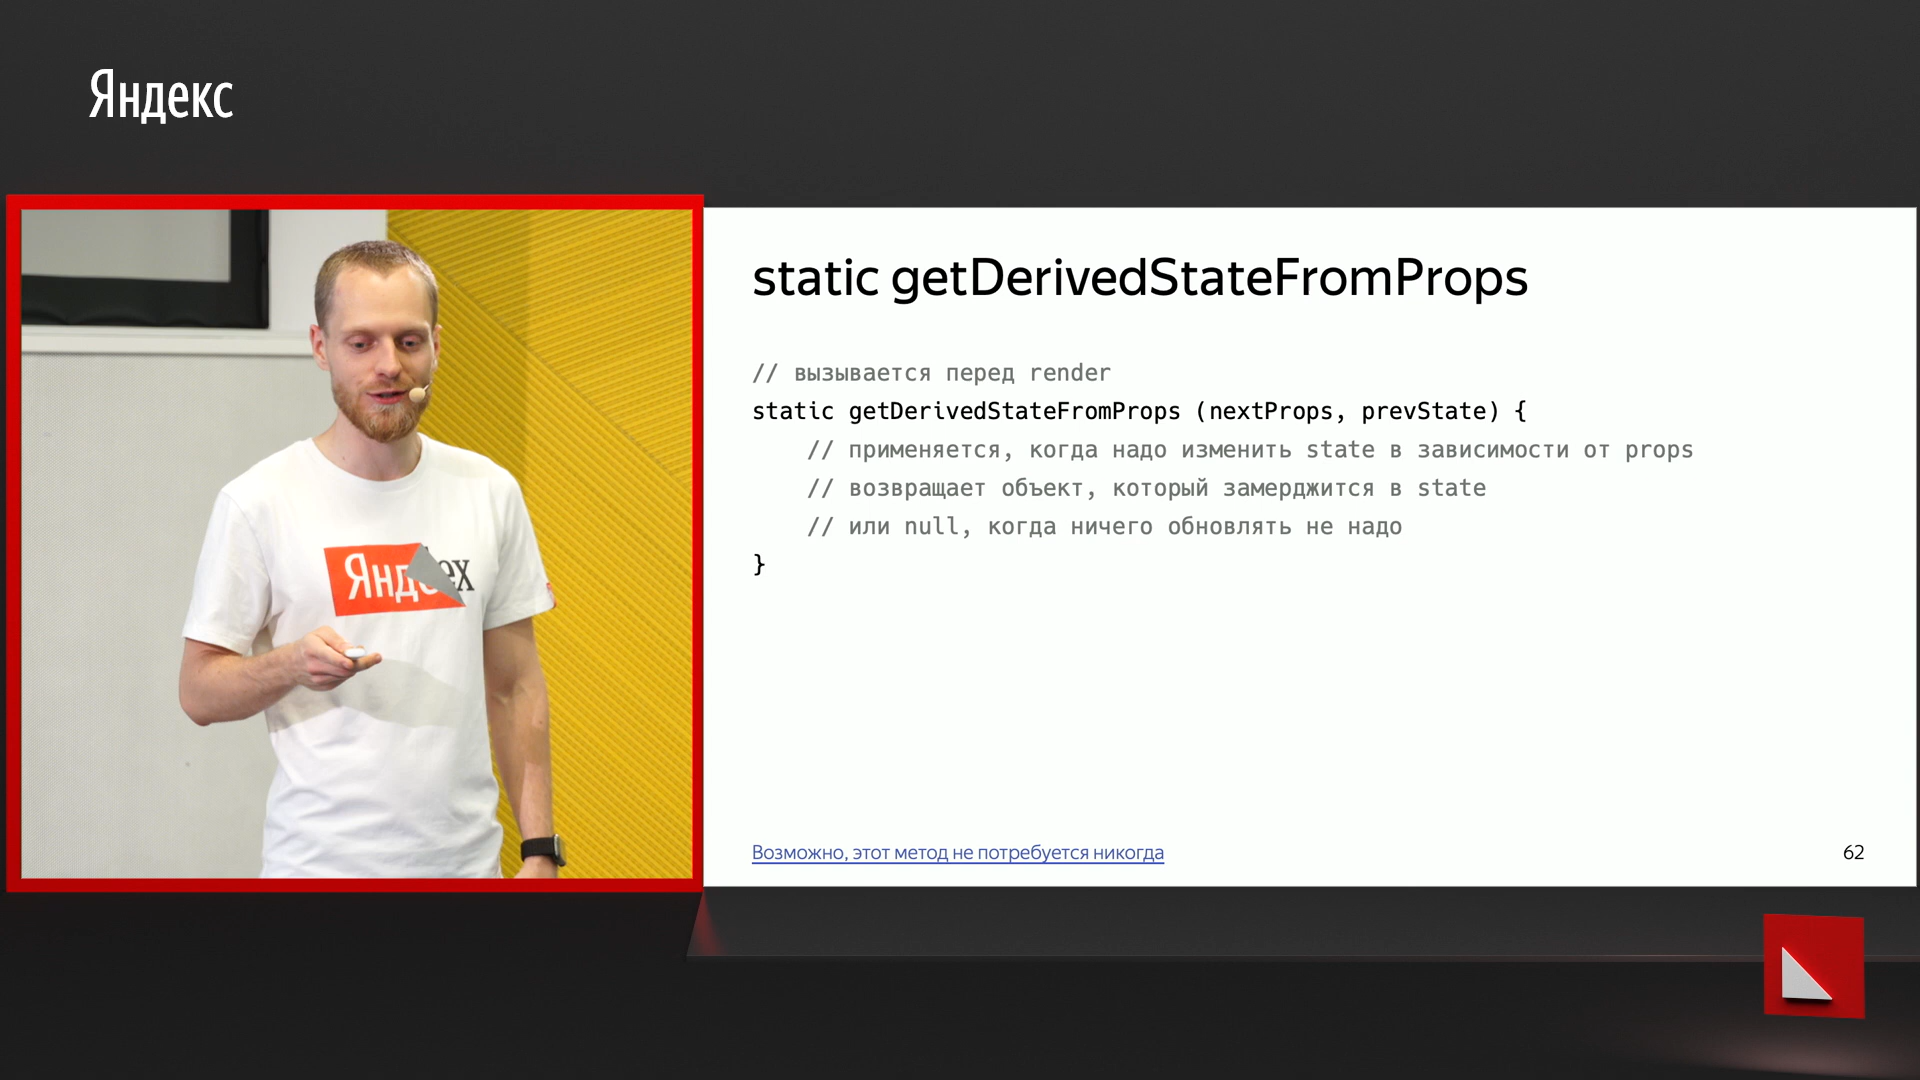 Яндекс
static getDerivedStateFromProps
// вызывается перед render
static getDerivedStateFromProps (nextProps, prevState) {
// применяется, когда надо изменить state в зависимости от props
// возвращает объект, который замерджится в state
// или null, когда ничего обновлять не надо
}
Возможно, этот метод не потребуется никогда
62